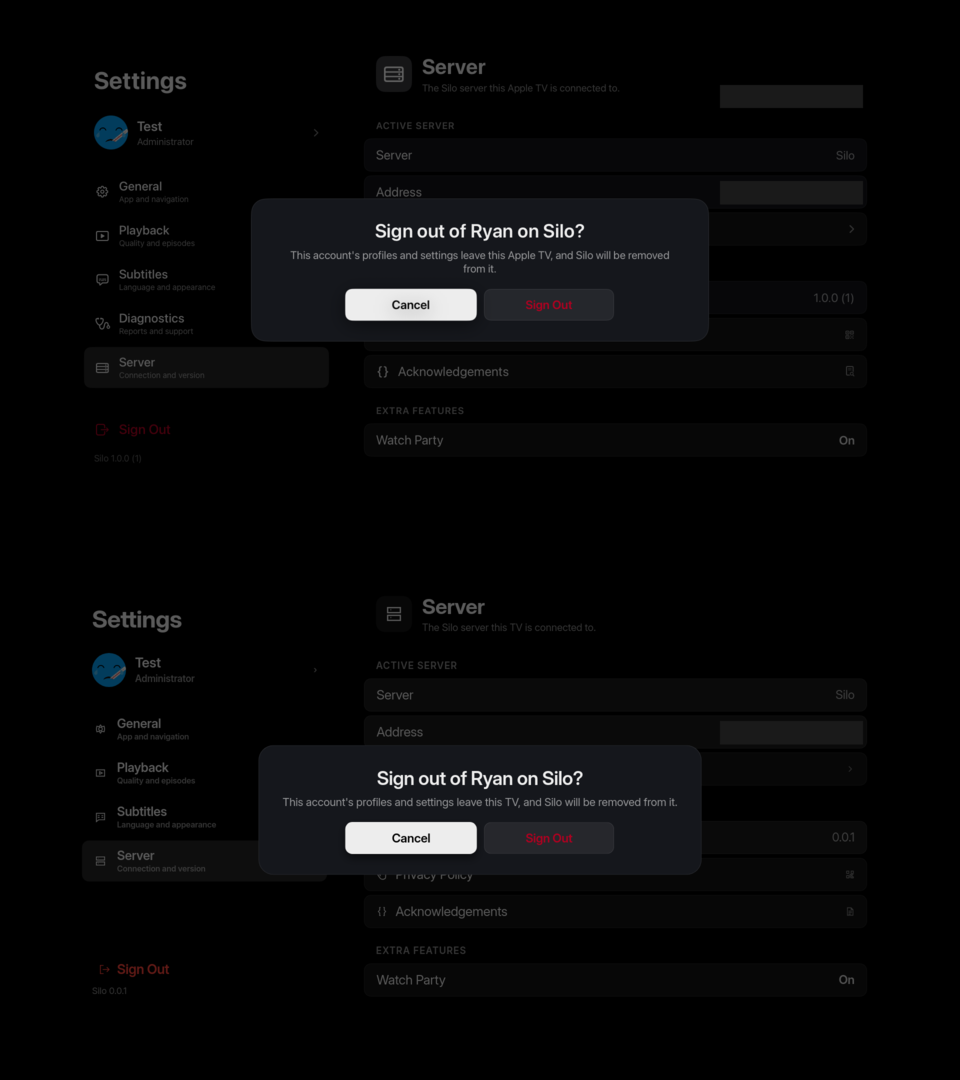 Settings
Test
Administrator
General
App and navigation
Playback
Quality and episodes
Subtitles
Language and appearance
Diagnostics
Reports and support
Server
Connection and version
Sign Out
Silo 1.0.0 (1)
Server
The Silo server this Apple TV is connected to.
ACTIVE SERVER
Server Silo
Address
Sign out of Ryan on Silo?
This account's profiles and settings leave this Apple TV, and Silo will be removed
from it.
Cancel Sign Out
1.0.0 (1)
Acknowledgements
EXTRA FEATURES
Watch Party On
Settings
Test
Administrator
General
App and navigation
Playback
Quality and episodes
Subtitles
Language and appearance
Server
Connection and version
Sign Out
Silo 0.0.1
Server
The Silo server this TV is connected to.
ACTIVE SERVER
Server Silo
Address
Sign out of Ryan on Silo?
This account's profiles and settings leave this TV, and Silo will be removed from it.
Cancel Sign Out
0.0.1
Privacy Policy
Acknowledgements
EXTRA FEATURES
Watch Party On